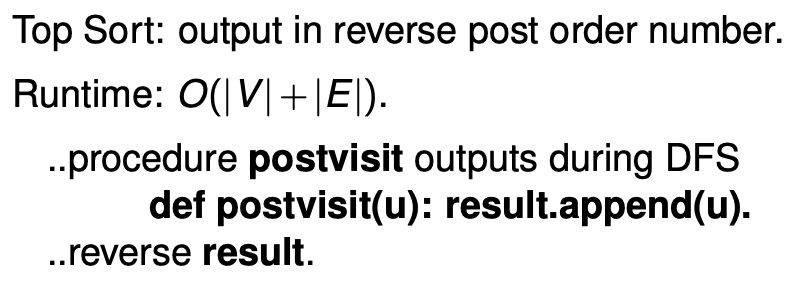 Top Sort: output in reverse post order number.
Runtime: O(|V|+|E|).
..procedure postvisit outputs during DFS
def postvisit(u): result.append(u).
..reverse result.